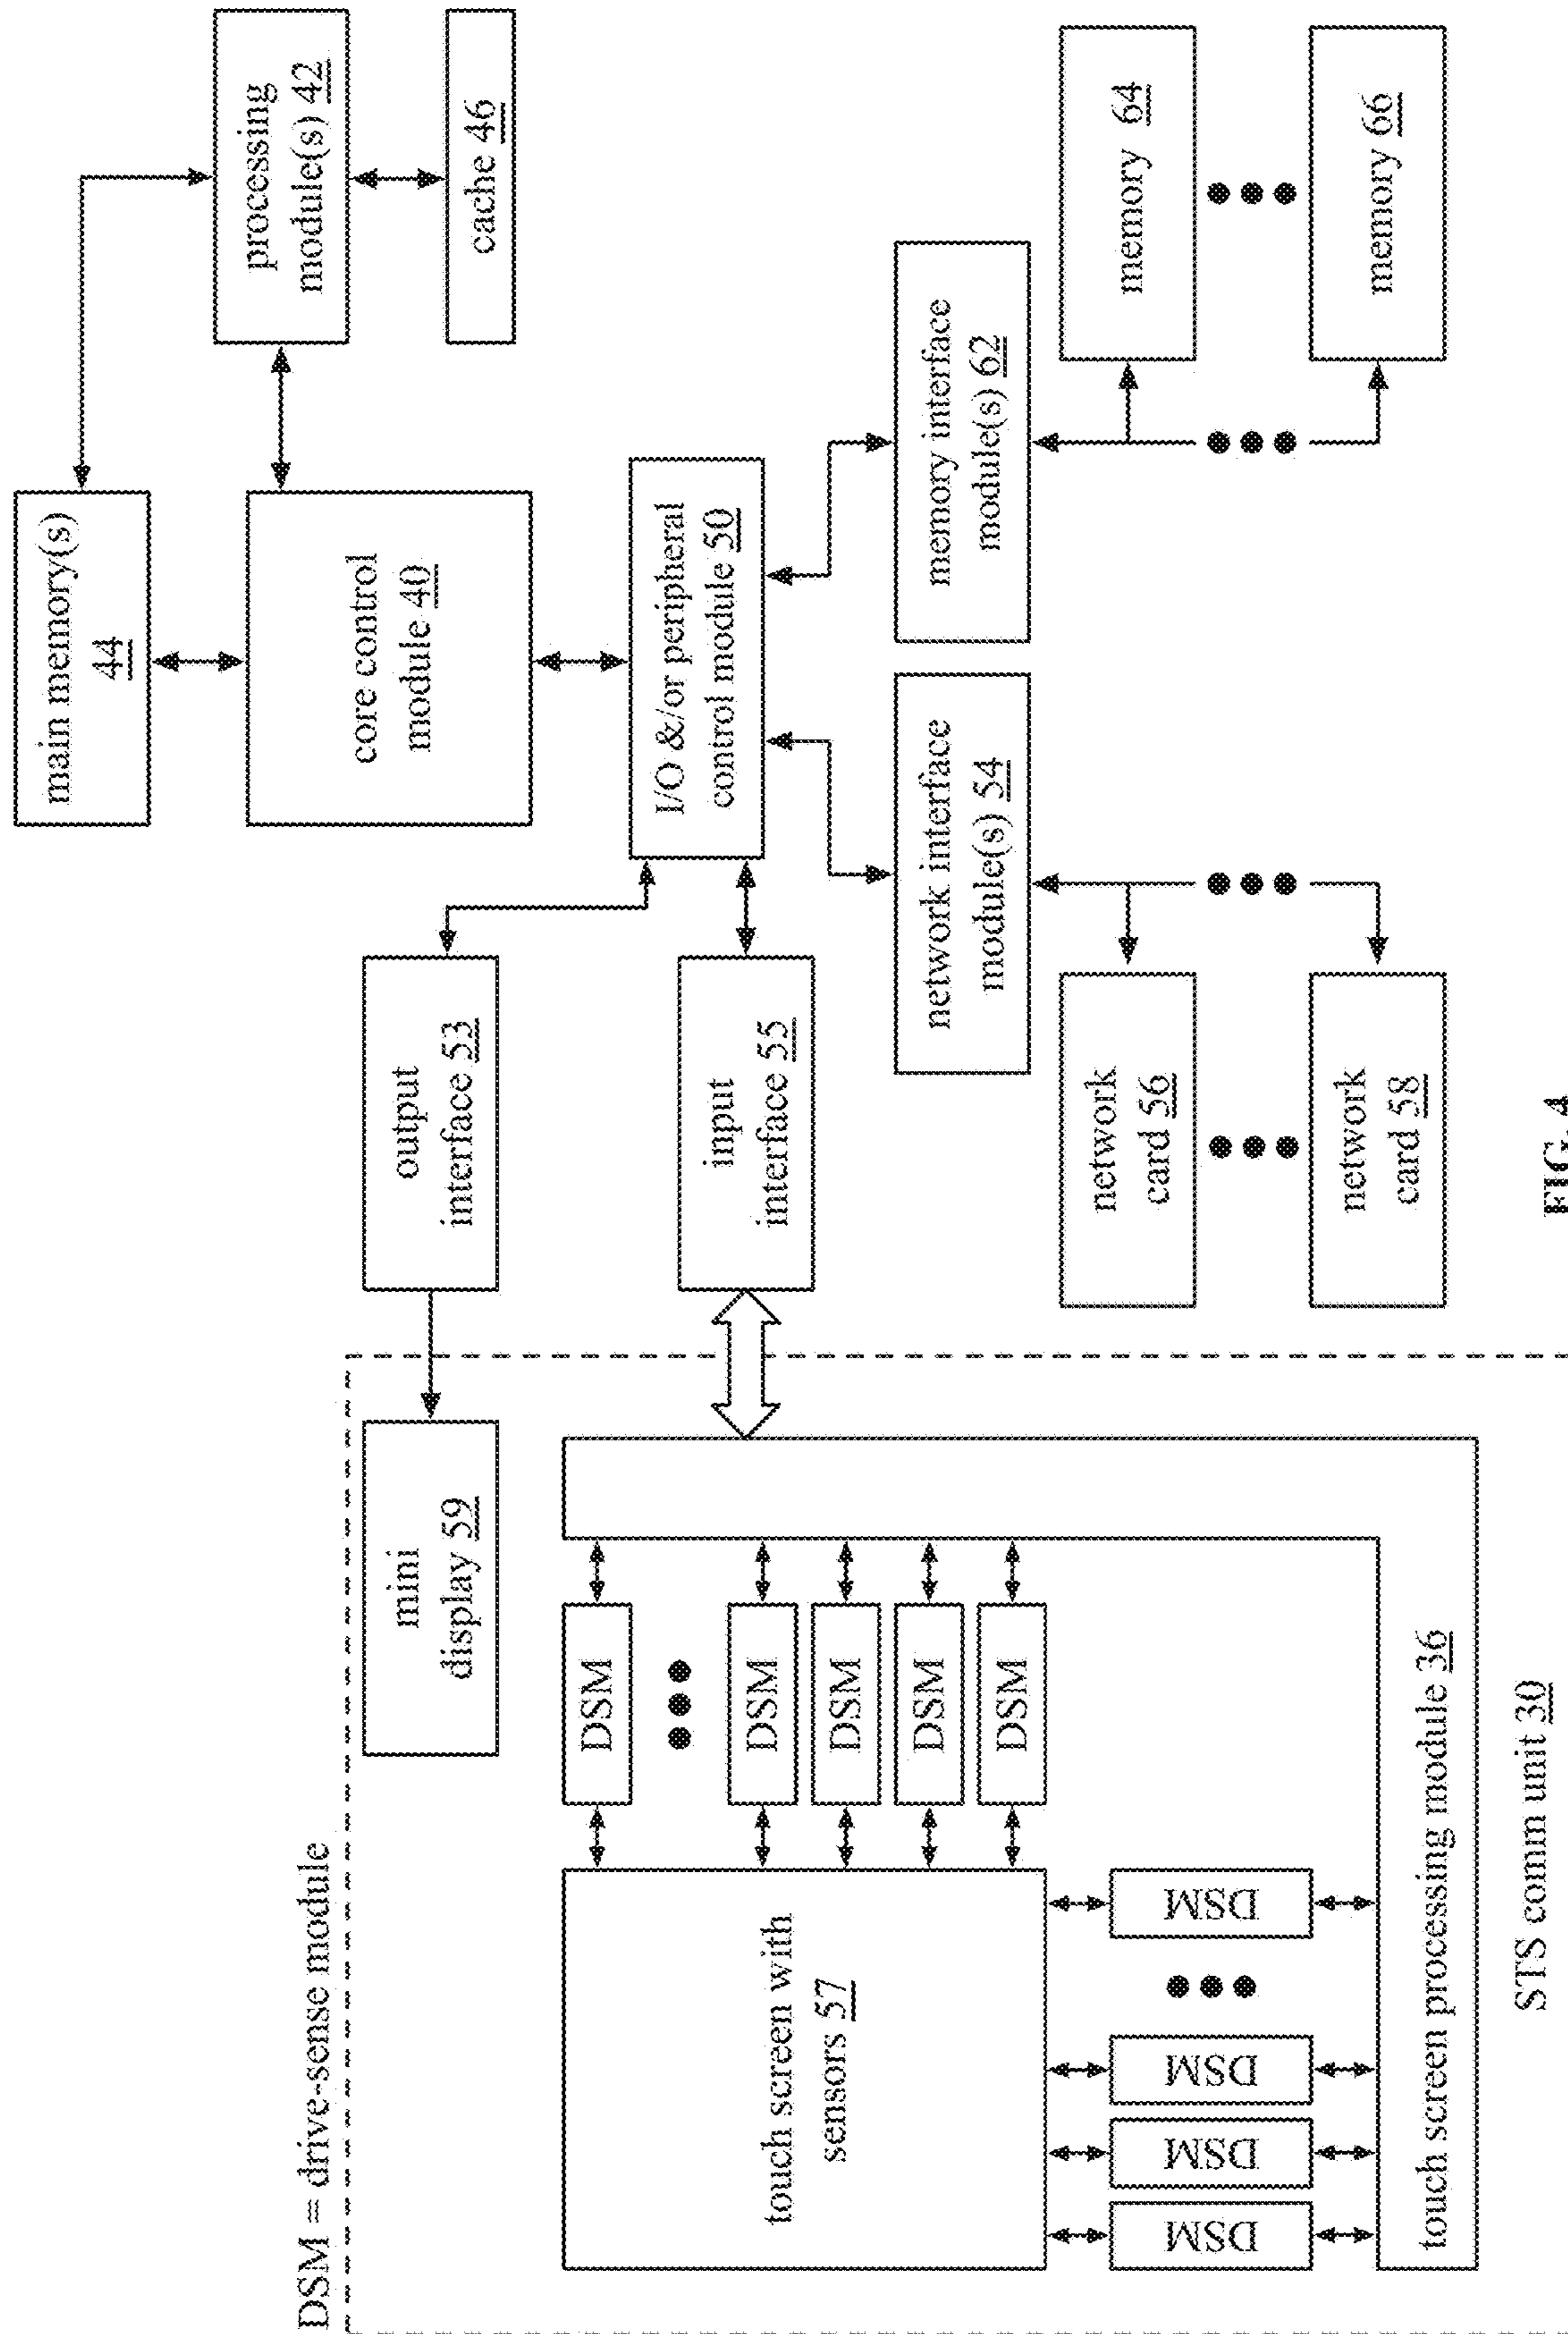 DSM = drive-sense module
main memory(s)
44
processing
module(s) 42
core control
module 40
cache 46
mini
display 59
output
interface 53
I/O &/or peripheral
control module 50
input
interface 55
touch screen with
sensors 57
DSM
DSM
DSM
DSM
DSM
network interface
module(s) 54
memory interface
module(s) 62
DSM
DSM
DSM
DSM
network
card 56
memory 64
network
card 58
memory 66
touch screen processing module 36
STS comm unit 30
FIG. 4